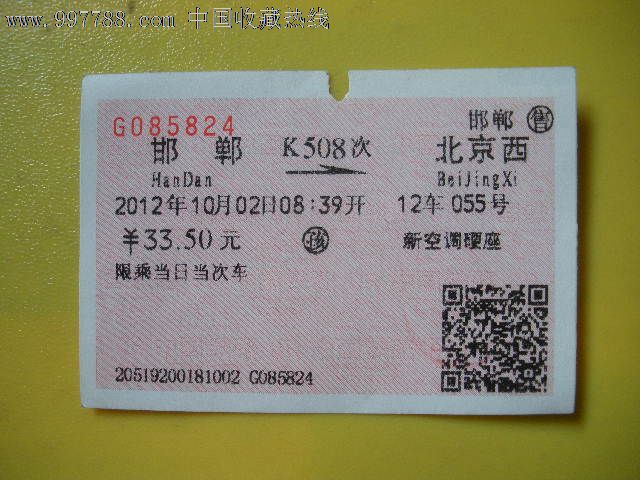 www.997788.com 中国收藏热线
G085824 邯郸 售
邯郸 K508次 北京西
HanDan BeiJingXi
2012年10月02日08:39开 12车 055号
￥33.50元 孩 新空调硬座
限乘当日当次车
20519200181002 G085824